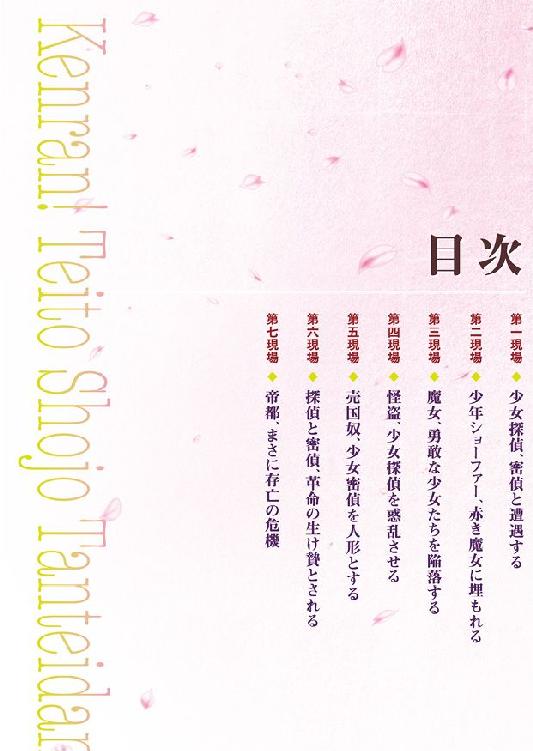 目次
第一現場◆少女探偵、密偵と遭遇する
第二現場◆少年ショーファー、赤き魔女に埋もれる
第三現場◆魔女、勇敢な少女たちを陥落する
第四現場◆怪盗、少女探偵を惑乱させる
第五現場◆売国奴、少女密偵を人形とする
第六現場◆探偵と密偵、革命の生け贄とされる
第七現場◆帝都、まさに存亡の危機
Kenran! Teito Shojo Tanteidan